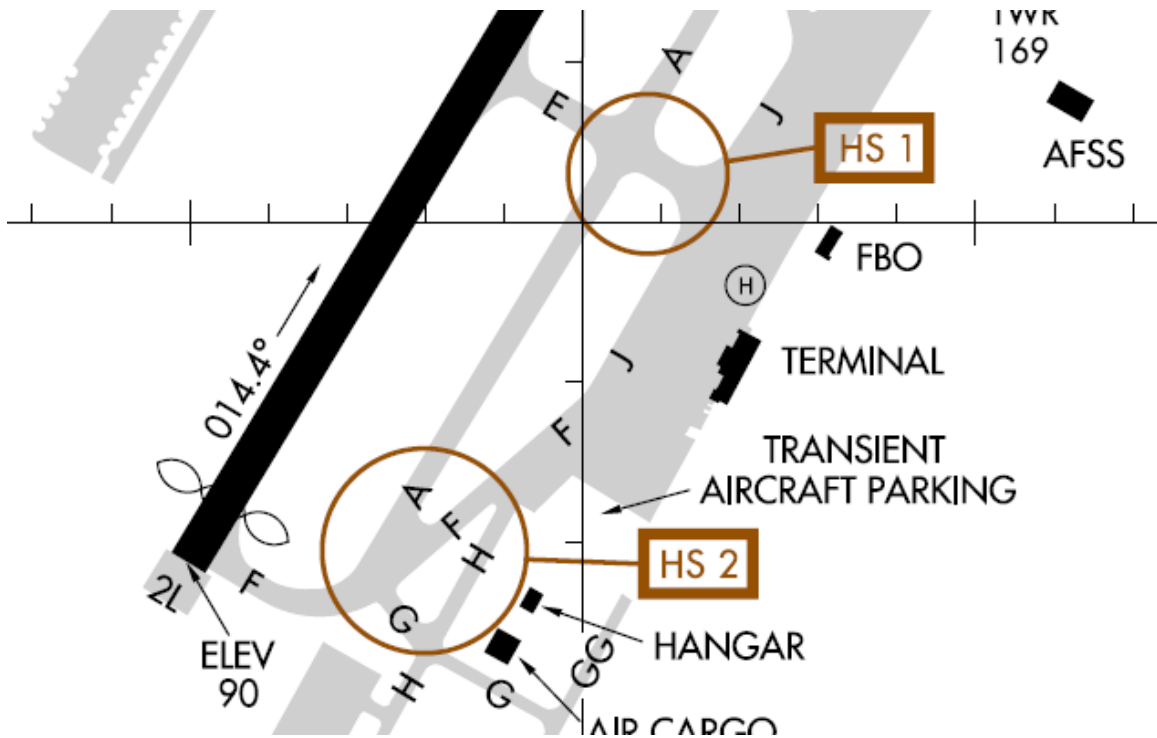 TWR
169
AFSS
A
E
J
HS 1
FBO
H
014.4°
J
TERMINAL
F
TRANSIENT
AIRCRAFT PARKING
A
F
H
HS 2
F
2L
G
HANGAR
ELEV
90
GG
H
G
AIR CARGO